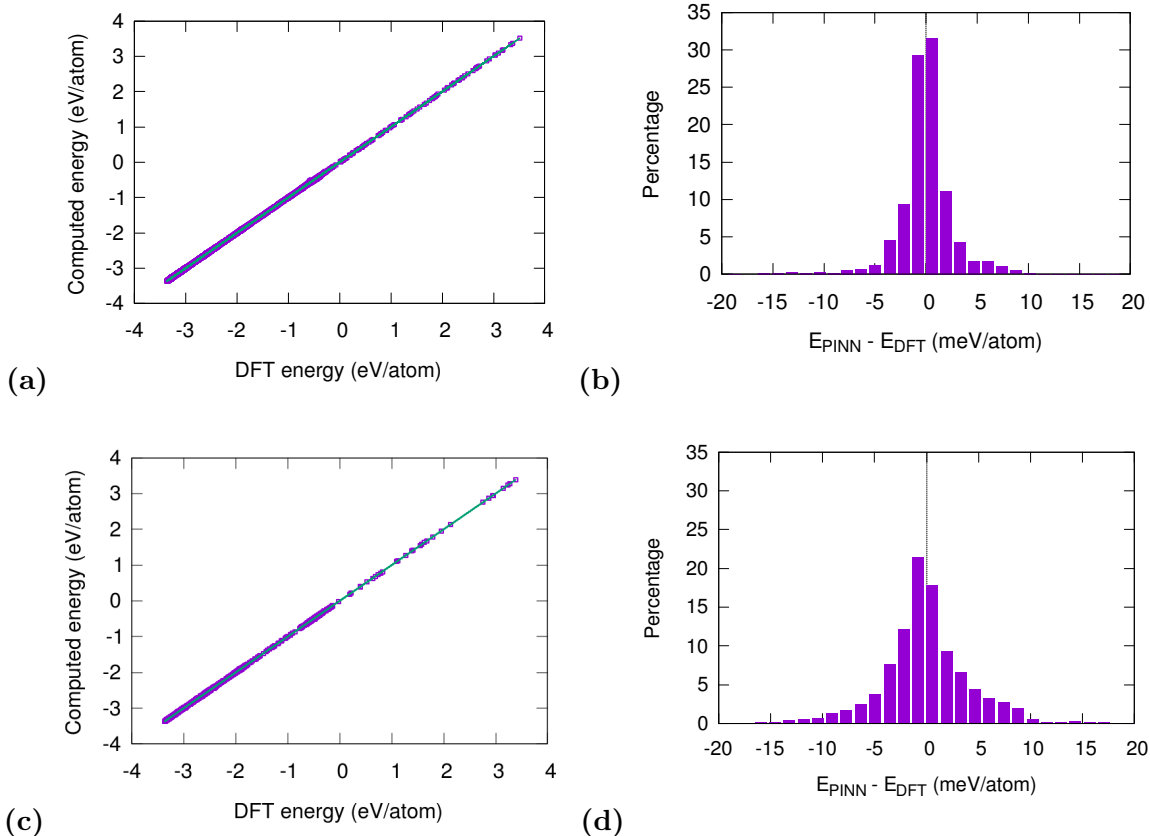 4
3
2
1
0
-1
-2
-3
-4
Computed energy (eV/atom)
-4 -3 -2 -1 0 1 2 3 4
DFT energy (eV/atom)
(a)
35
30
25
20
15
10
5
0
Percentage
-20 -15 -10 -5 0 5 10 15 20
E_PINN - E_DFT (meV/atom)
(b)
4
3
2
1
0
-1
-2
-3
-4
Computed energy (eV/atom)
-4 -3 -2 -1 0 1 2 3 4
DFT energy (eV/atom)
(c)
35
30
25
20
15
10
5
0
Percentage
-20 -15 -10 -5 0 5 10 15 20
E_PINN - E_DFT (meV/atom)
(d)